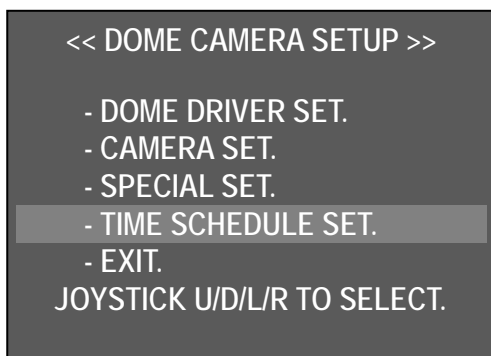 << DOME CAMERA SETUP >>
- DOME DRIVER SET.
- CAMERA SET.
- SPECIAL SET.
- TIME SCHEDULE SET.
- EXIT.
JOYSTICK U/D/L/R TO SELECT.